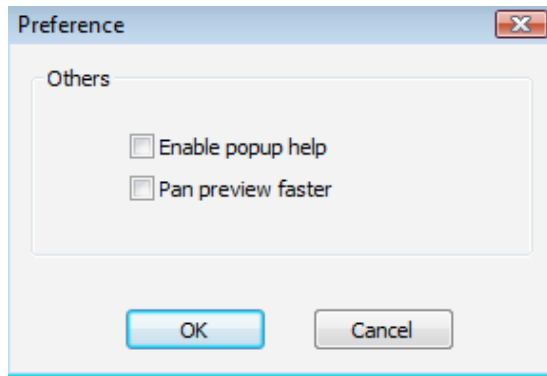 Preference
Others
Enable popup help
Pan preview faster
OK
Cancel